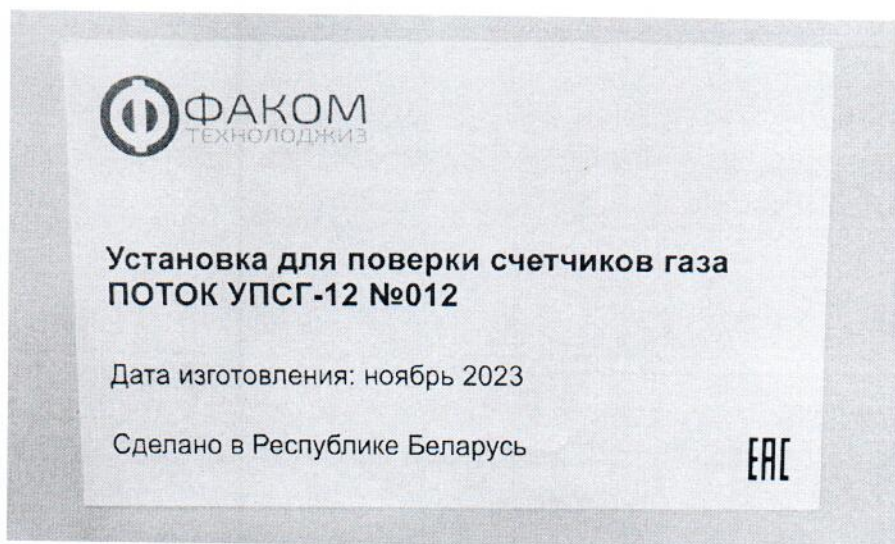 ФАКОМ
ТЕХНОЛОДЖИЗ
Установка для поверки счетчиков газа
ПОТОК УПСГ-12 №012
Дата изготовления: ноябрь 2023
Сделано в Республике Беларусь
ЕАС